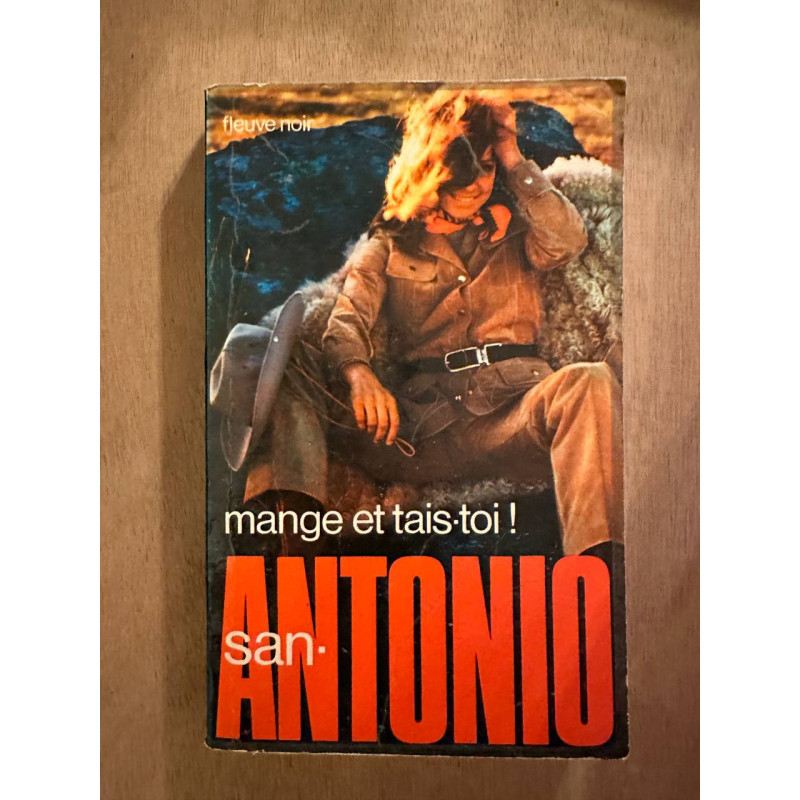 fleuve noir
mange et tais-toi !
san-
ANTONIO